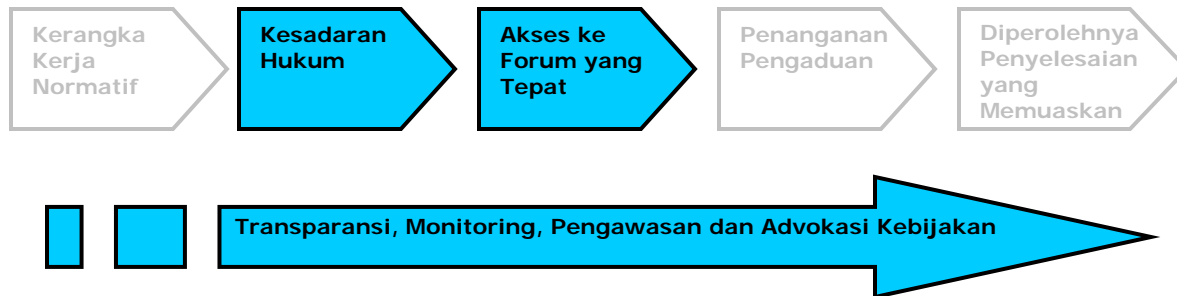 Kerangka
Kerja
Normatif
Kesadaran
Hukum
Akses ke
Forum yang
Tepat
Penanganan
Pengaduan
Diperolehnya
Penyelesaian
yang
Memuaskan
Transparansi, Monitoring, Pengawasan dan Advokasi Kebijakan